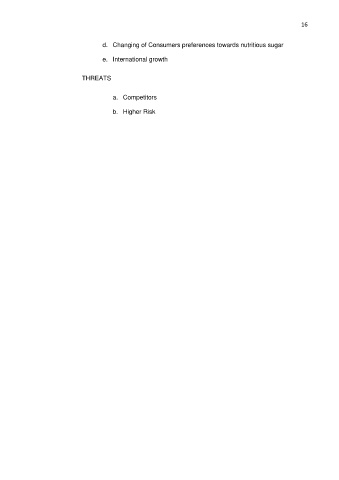 16
d. Changing of Consumers preferences towards nutritious sugar
e. International growth
THREATS
a. Competitors
b. Higher Risk